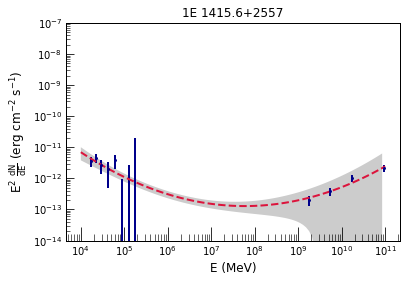 1E 1415.6+2557
10⁻⁷
10⁻⁸
10⁻⁹
10⁻¹⁰
10⁻¹¹
10⁻¹²
10⁻¹³
10⁻¹⁴
E² dN/dE (erg cm⁻² s⁻¹)
10⁴ 10⁵ 10⁶ 10⁷ 10⁸ 10⁹ 10¹⁰ 10¹¹
E (MeV)